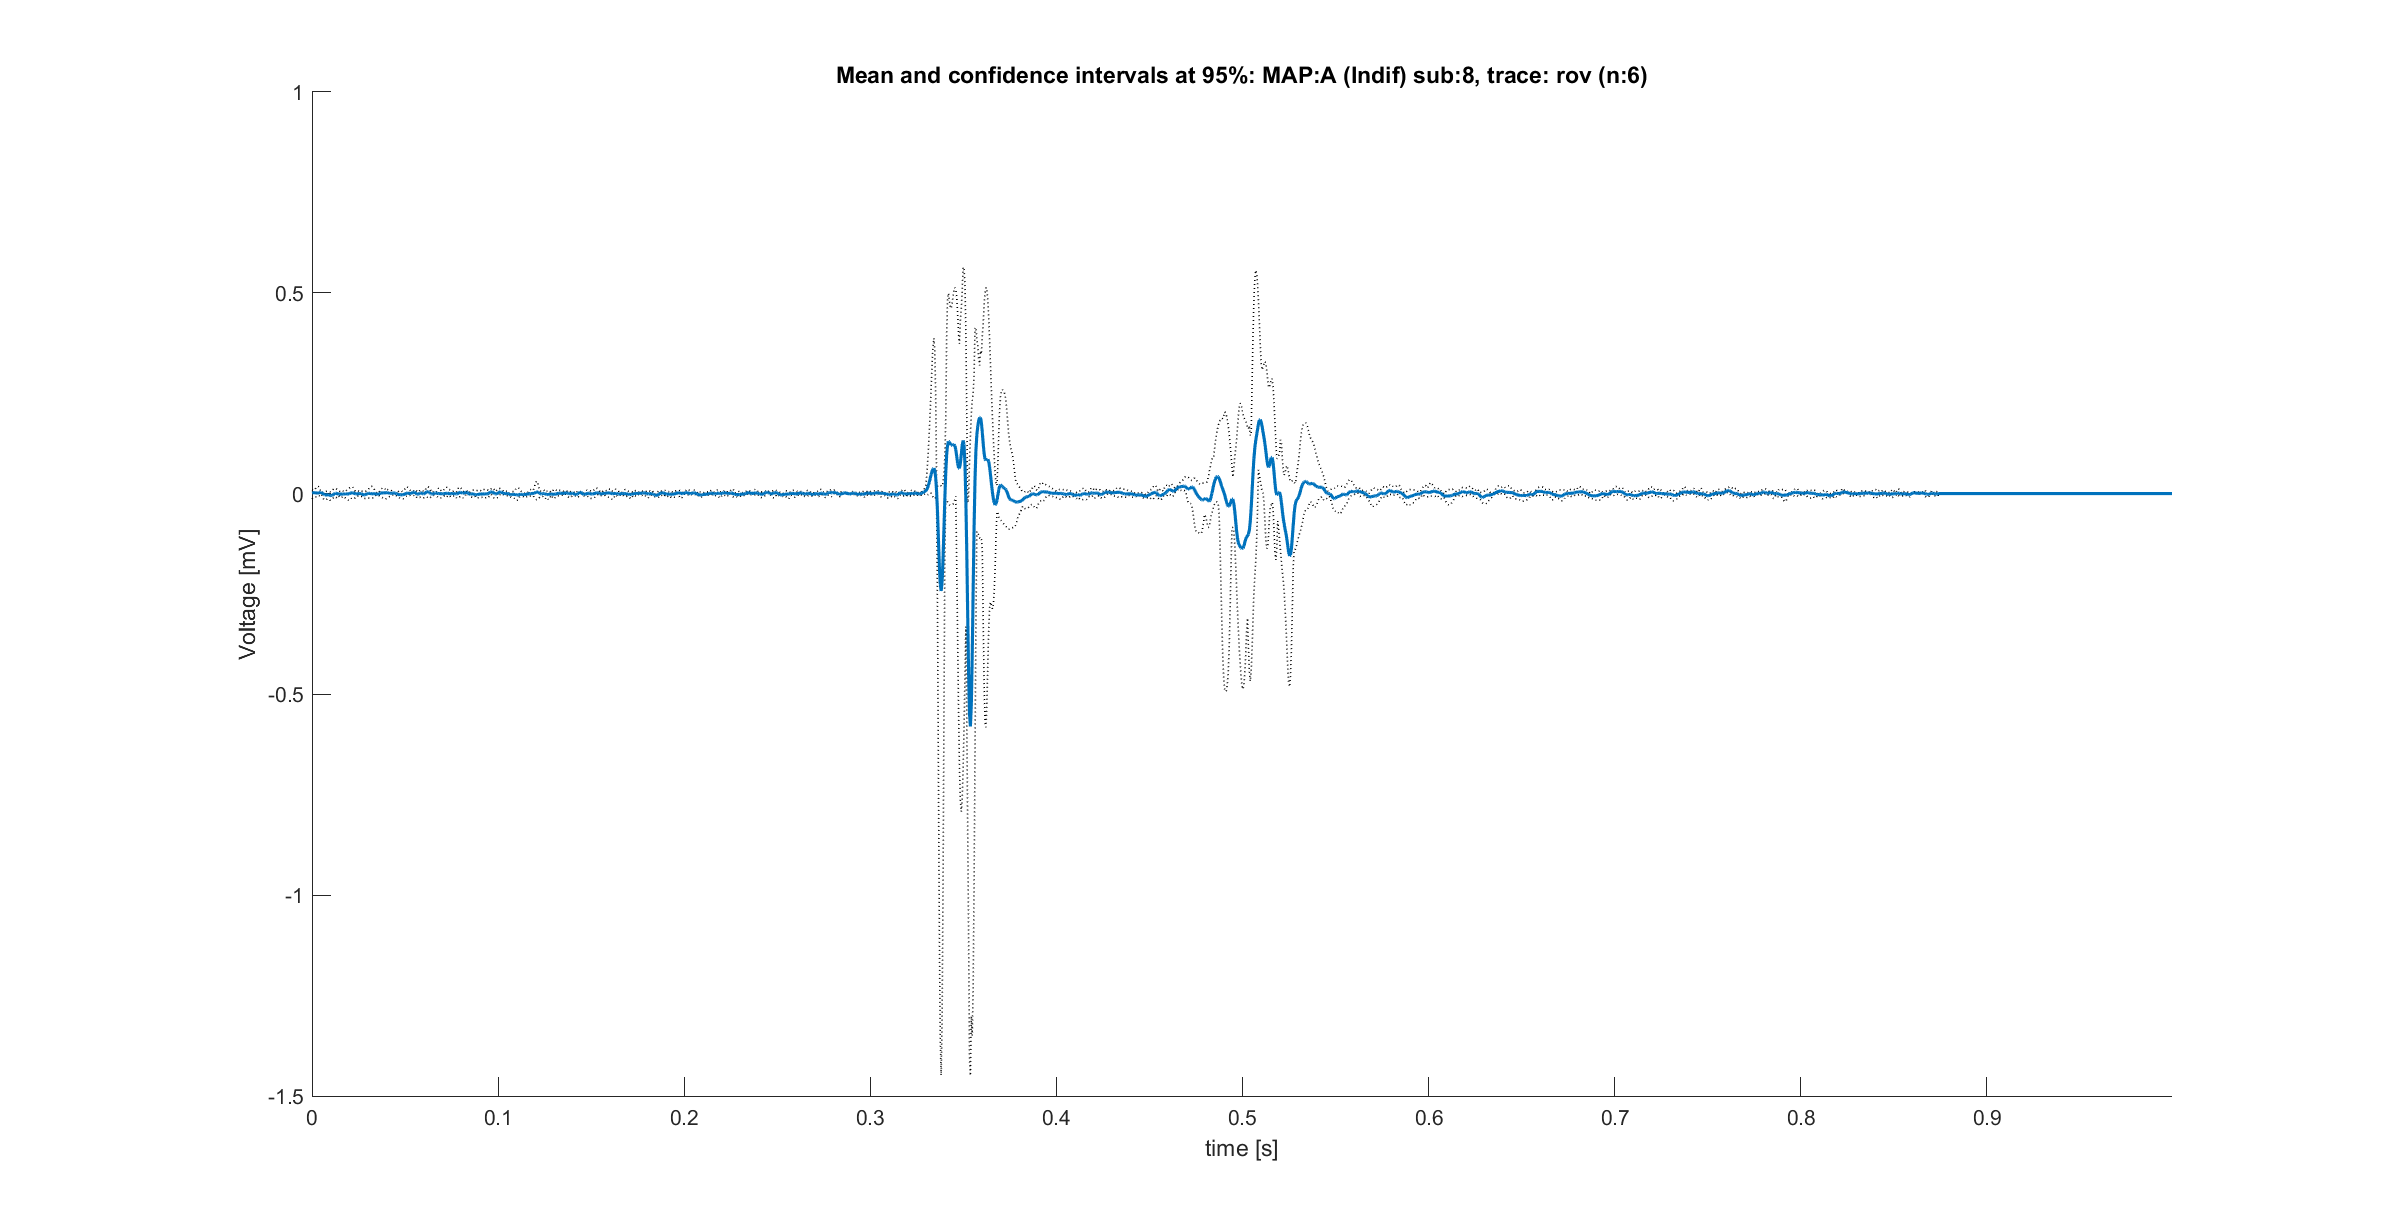 Mean and confidence intervals at 95%: MAP:A (Indif) sub:8, trace: rov (n:6)
1
0.5
0
-0.5
-1
-1.5
Voltage [mV]
0 0.1 0.2 0.3 0.4 0.5 0.6 0.7 0.8 0.9
time [s]